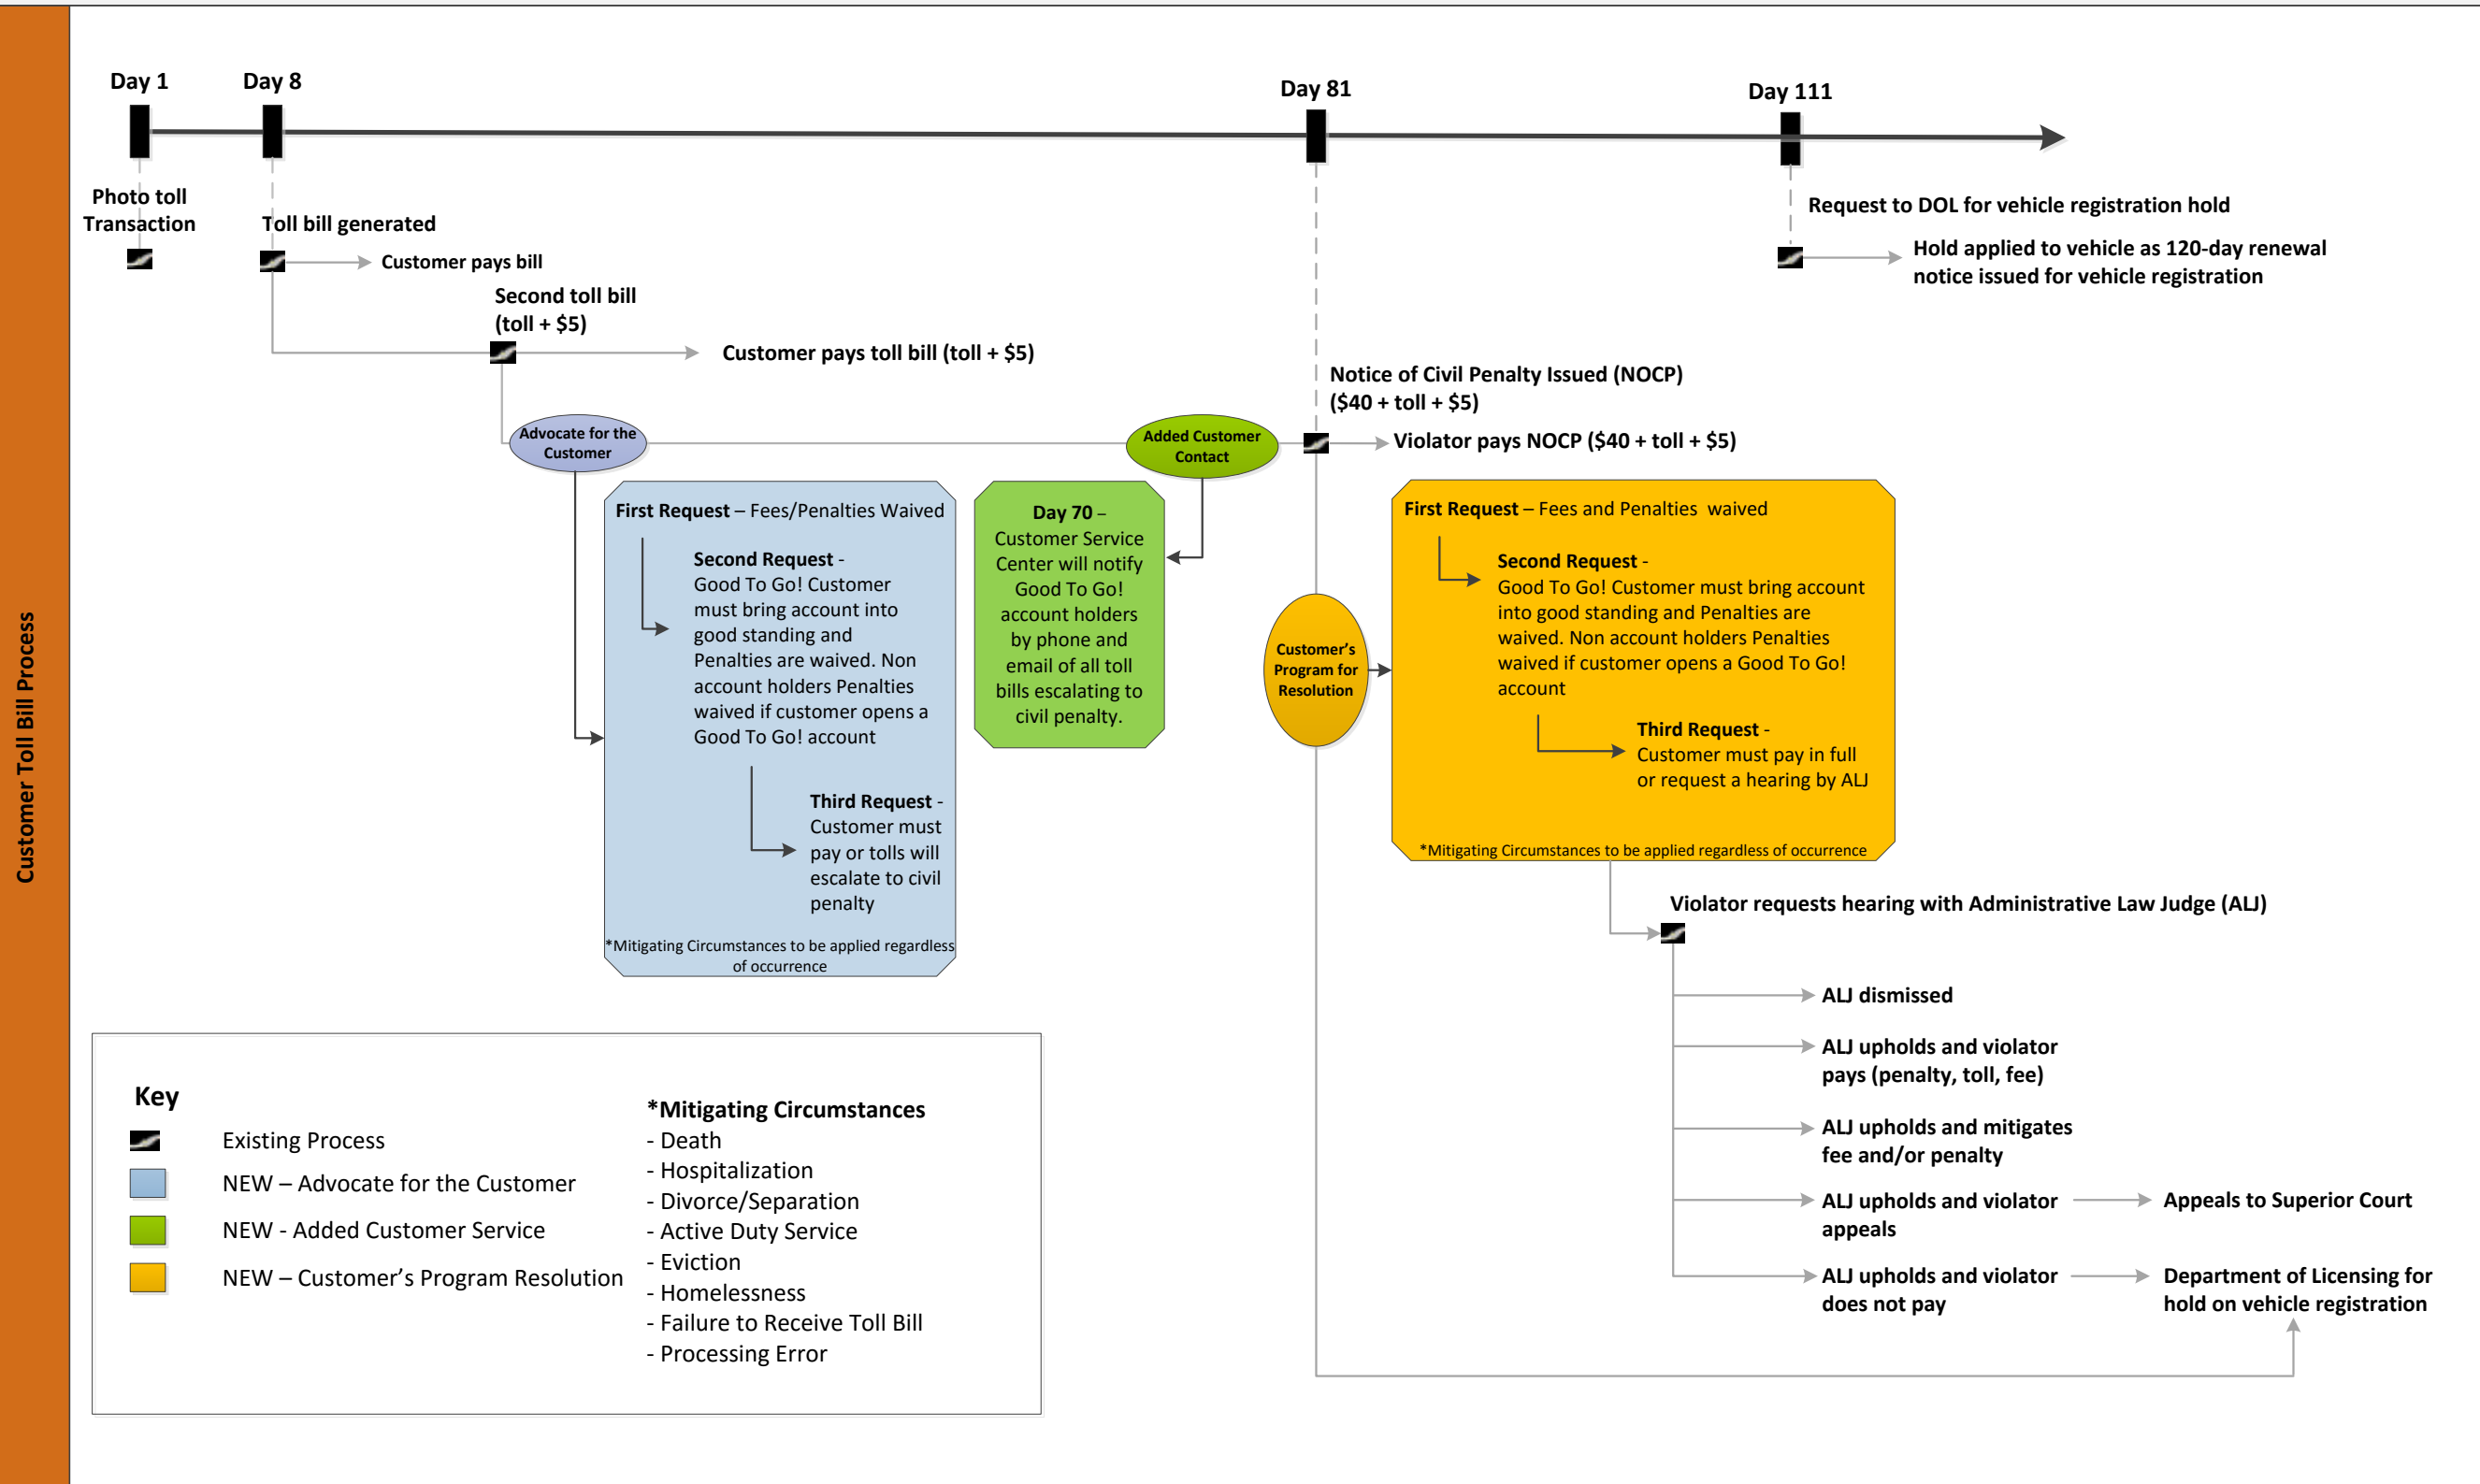 Customer Toll Bill Process
Day 1
Day 8
Day 81
Day 111
Photo toll
Transaction
Toll bill generated
Customer pays bill
Second toll bill
(toll + $5)
Customer pays toll bill (toll + $5)
Request to DOL for vehicle registration hold
Hold applied to vehicle as 120-day renewal
notice issued for vehicle registration
Notice of Civil Penalty Issued (NOCP)
($40 + toll + $5)
Violator pays NOCP ($40 + toll + $5)
Advocate for the
Customer
Added Customer
Contact
First Request – Fees/Penalties Waived
Second Request -
Good To Go! Customer
must bring account into
good standing and
Penalties are waived. Non
account holders Penalties
waived if customer opens a
Good To Go! account
Third Request -
Customer must
pay or tolls will
escalate to civil
penalty
*Mitigating Circumstances to be applied regardless
of occurrence
Day 70 –
Customer Service
Center will notify
Good To Go!
account holders
by phone and
email of all toll
bills escalating to
civil penalty.
Customer's
Program for
Resolution
First Request – Fees and Penalties  waived
Second Request -
Good To Go! Customer must bring account
into good standing and Penalties are
waived. Non account holders Penalties
waived if customer opens a Good To Go!
account
Third Request -
Customer must pay in full
or request a hearing by ALJ
*Mitigating Circumstances to be applied regardless of occurrence
Violator requests hearing with Administrative Law Judge (ALJ)
ALJ dismissed
ALJ upholds and violator
pays (penalty, toll, fee)
ALJ upholds and mitigates
fee and/or penalty
ALJ upholds and violator
appeals
Appeals to Superior Court
ALJ upholds and violator
does not pay
Department of Licensing for
hold on vehicle registration
Key
Existing Process
NEW – Advocate for the Customer
NEW - Added Customer Service
NEW – Customer's Program Resolution
*Mitigating Circumstances
- Death
- Hospitalization
- Divorce/Separation
- Active Duty Service
- Eviction
- Homelessness
- Failure to Receive Toll Bill
- Processing Error